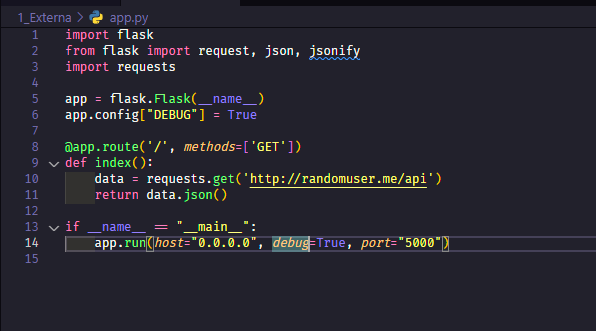 1_Externa > app.py
1 import flask
2 from flask import request, json, jsonify
3 import requests
4
5 app = flask.Flask(__name__)
6 app.config["DEBUG"] = True
7
8 @app.route('/', methods=['GET'])
9 def index():
10     data = requests.get('http://randomuser.me/api')
11     return data.json()
12
13 if __name__ == "__main__":
14     app.run(host="0.0.0.0", debug=True, port="5000")
15